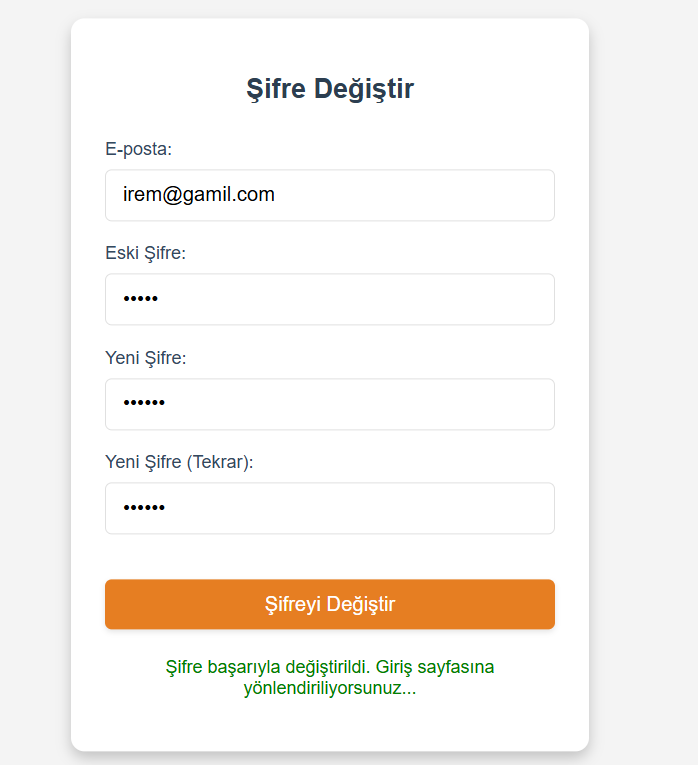 Şifre Değiştir
E-posta:
irem@gamil.com
Eski Şifre:
•••••
Yeni Şifre:
••••••
Yeni Şifre (Tekrar):
••••••
Şifreyi Değiştir
Şifre başarıyla değiştirildi. Giriş sayfasına
yönlendiriliyorsunuz...